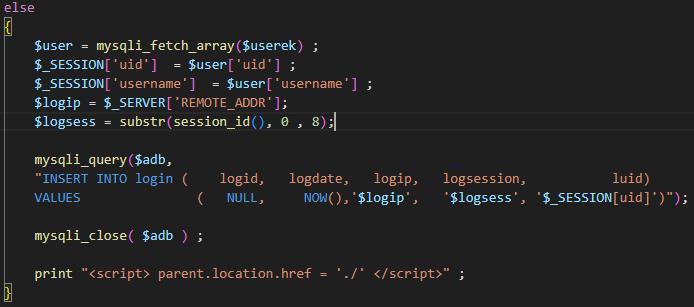 else
{
$user = mysqli_fetch_array($userek) ;
$_SESSION['uid']  = $user['uid'] ;
$_SESSION['username']  = $user['username'] ;
$logip = $_SERVER['REMOTE_ADDR'];
$logsess = substr(session_id(), 0 , 8);
mysqli_query($adb,
"INSERT INTO login (    logid,   logdate,   logip,   logsession,           luid)
VALUES               (   NULL,     NOW(),'$logip',   '$logsess', '$_SESSION[uid]')");
mysqli_close( $adb ) ;
print "<script> parent.location.href = './' </script>" ;
}